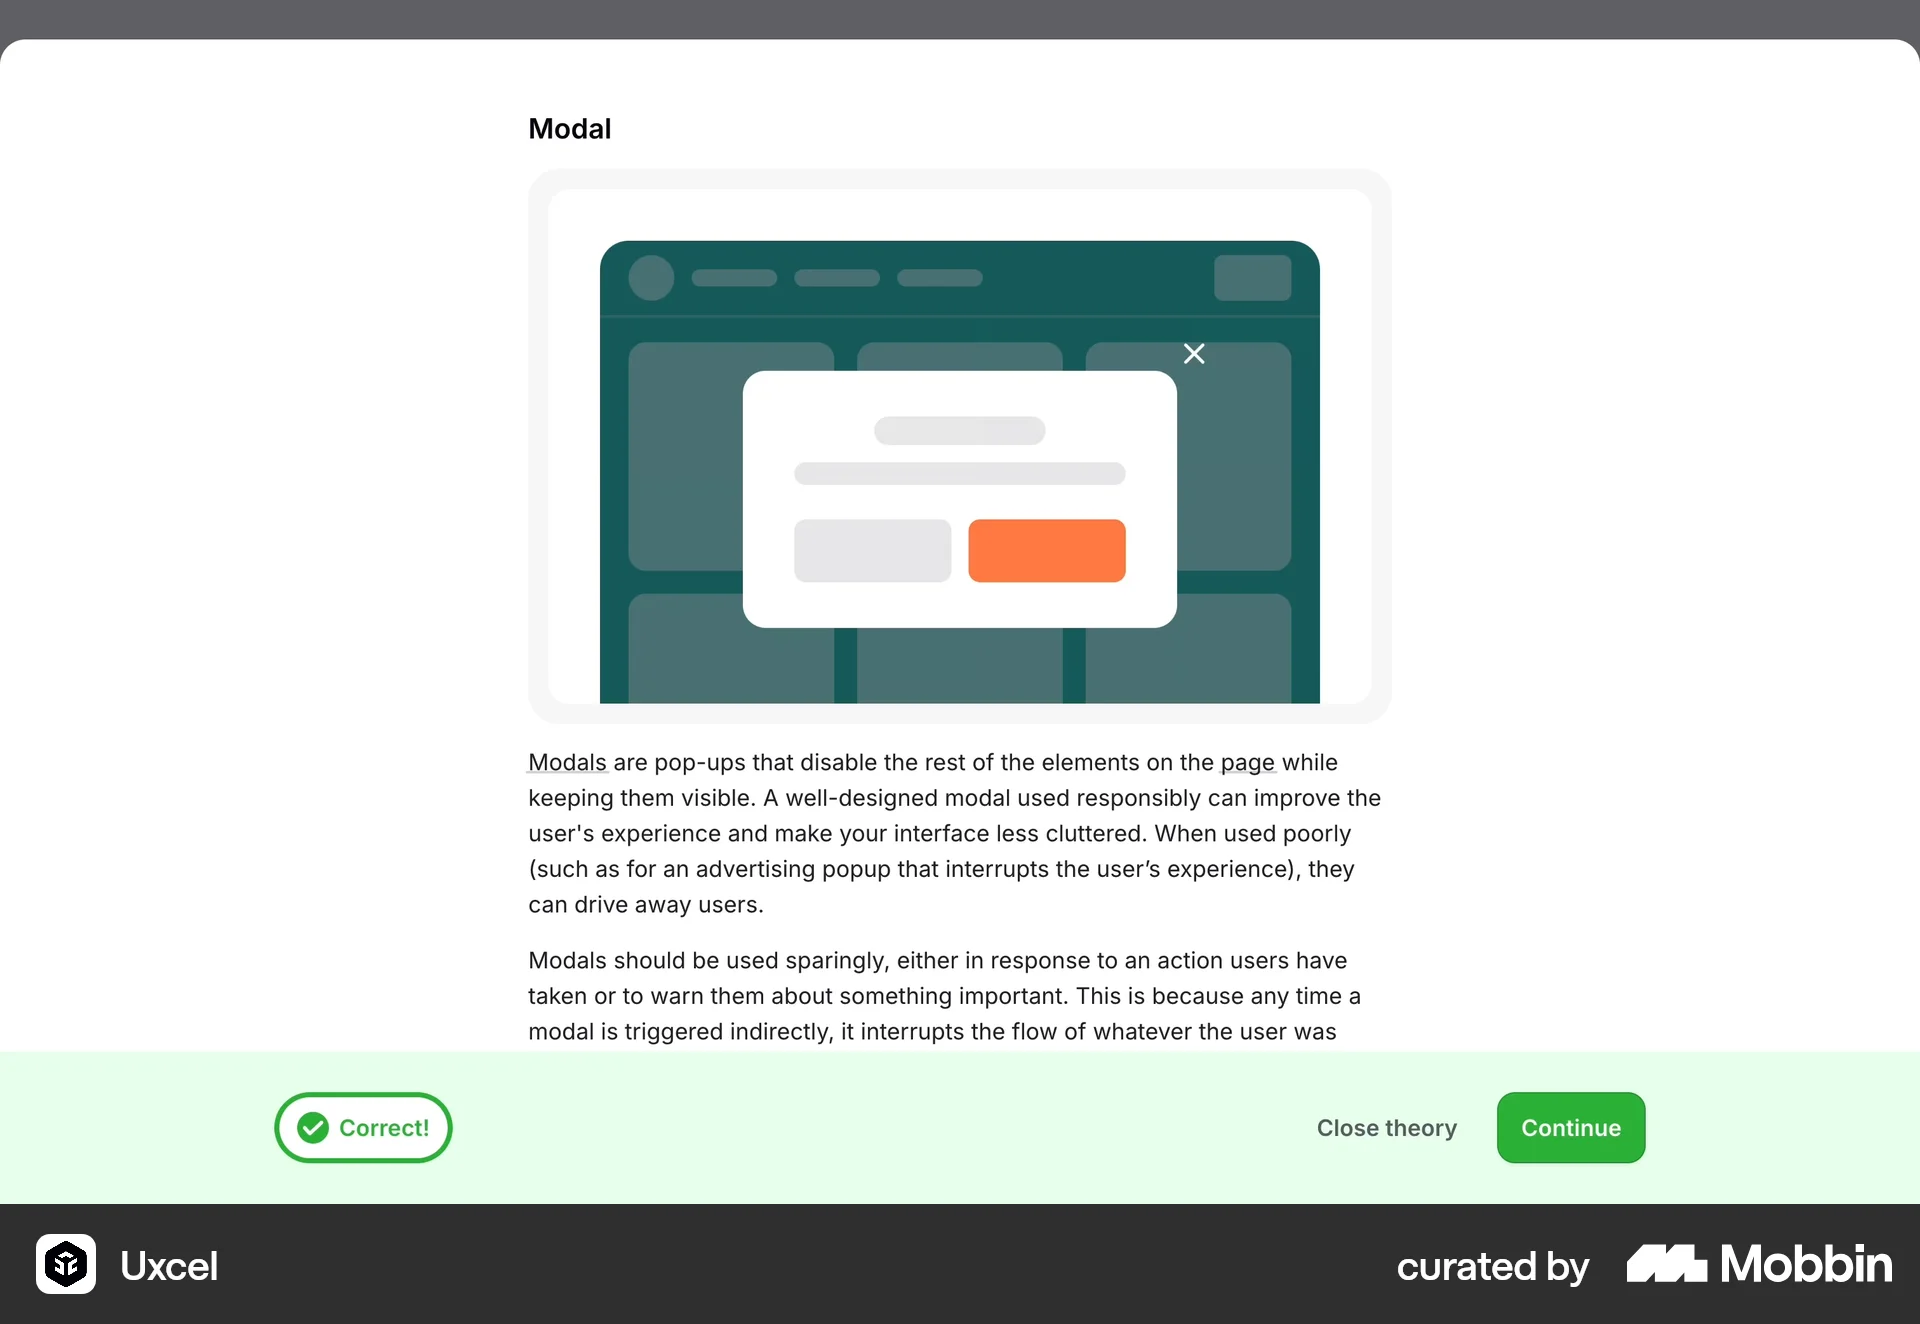 Modal
Modals are pop-ups that disable the rest of the elements on the page while
keeping them visible. A well-designed modal used responsibly can improve the
user's experience and make your interface less cluttered. When used poorly
(such as for an advertising popup that interrupts the user’s experience), they
can drive away users.
Modals should be used sparingly, either in response to an action users have
taken or to warn them about something important. This is because any time a
modal is triggered indirectly, it interrupts the flow of whatever the user was
Correct!
Close theory
Continue
Uxcel
curated by
Mobbin